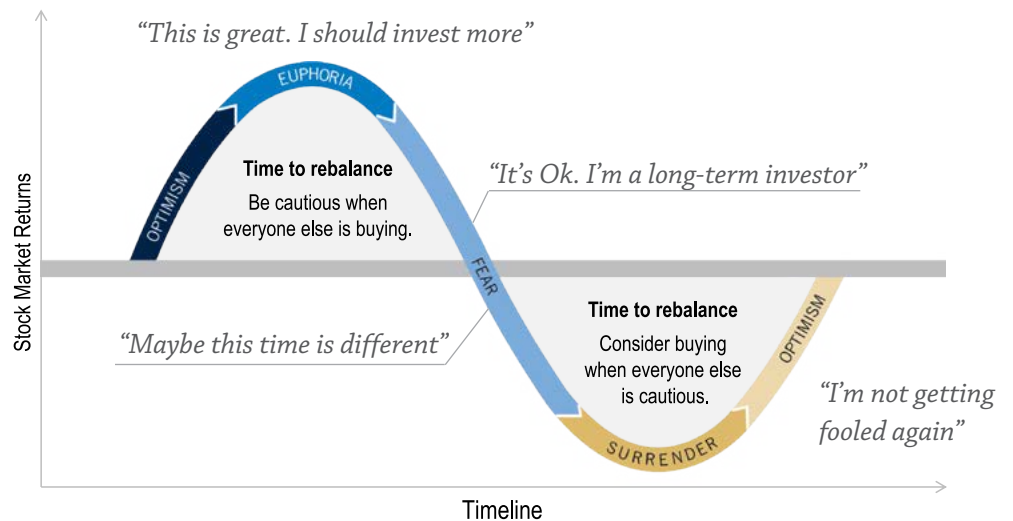 “This is great. I should invest more”
EUPHORIA
OPTIMISM
Time to rebalance
Be cautious when
everyone else is buying.
“It’s Ok. I’m a long-term investor”
Stock Market Returns
FEAR
“Maybe this time is different”
Time to rebalance
Consider buying
when everyone else
is cautious.
OPTIMISM
“I’m not getting
fooled again”
SURRENDER
Timeline